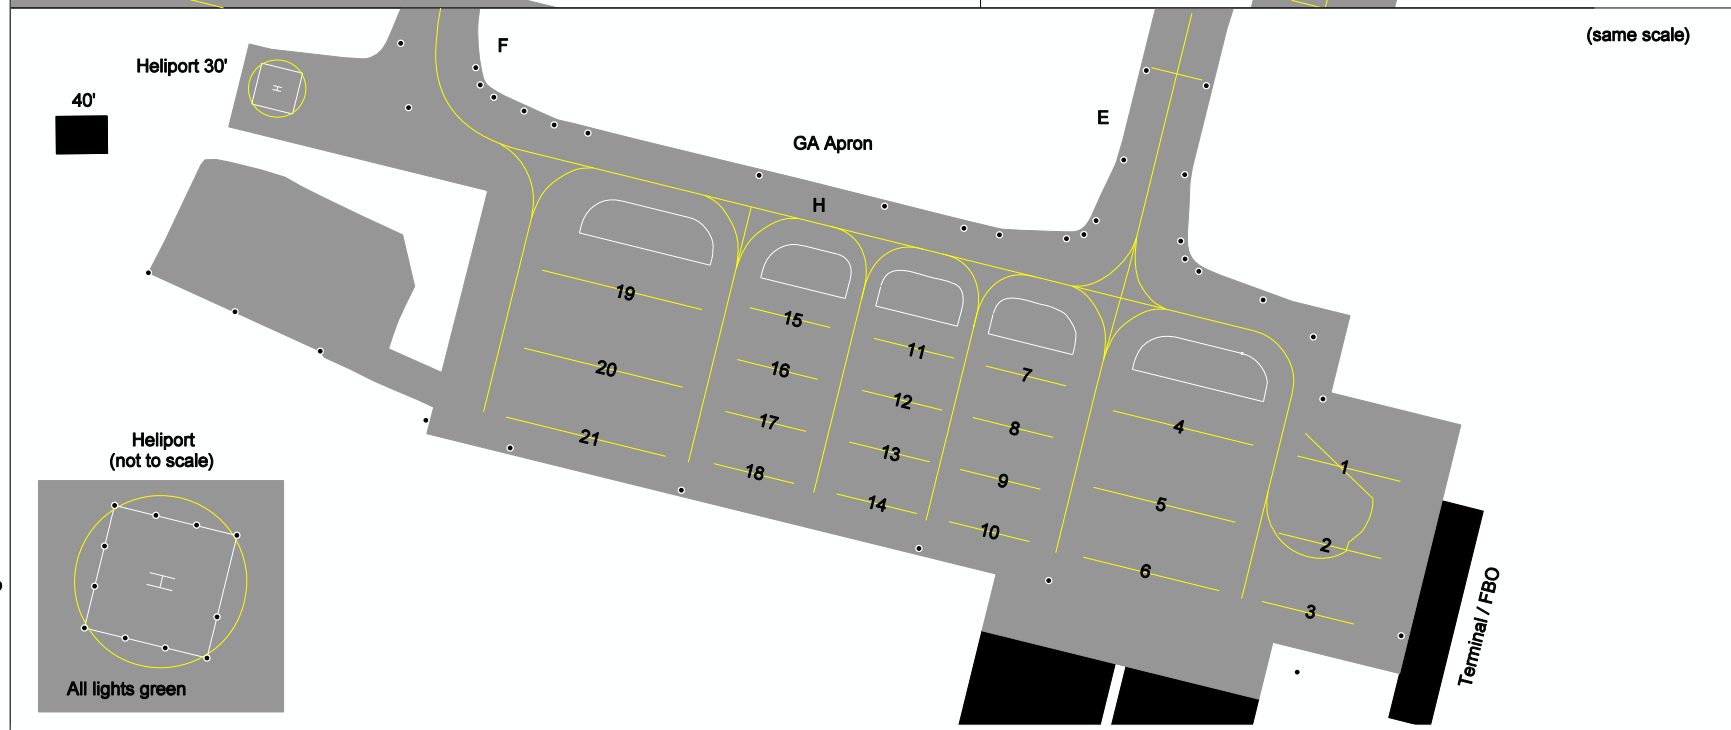 (same scale)
F
Heliport 30'
40'
E
GA Apron
H
H
19
15
11
7
20
16
12
8
4
21
17
13
9
5
1
18
14
10
6
2
3
Heliport
(not to scale)
H
All lights green
Terminal / FBO